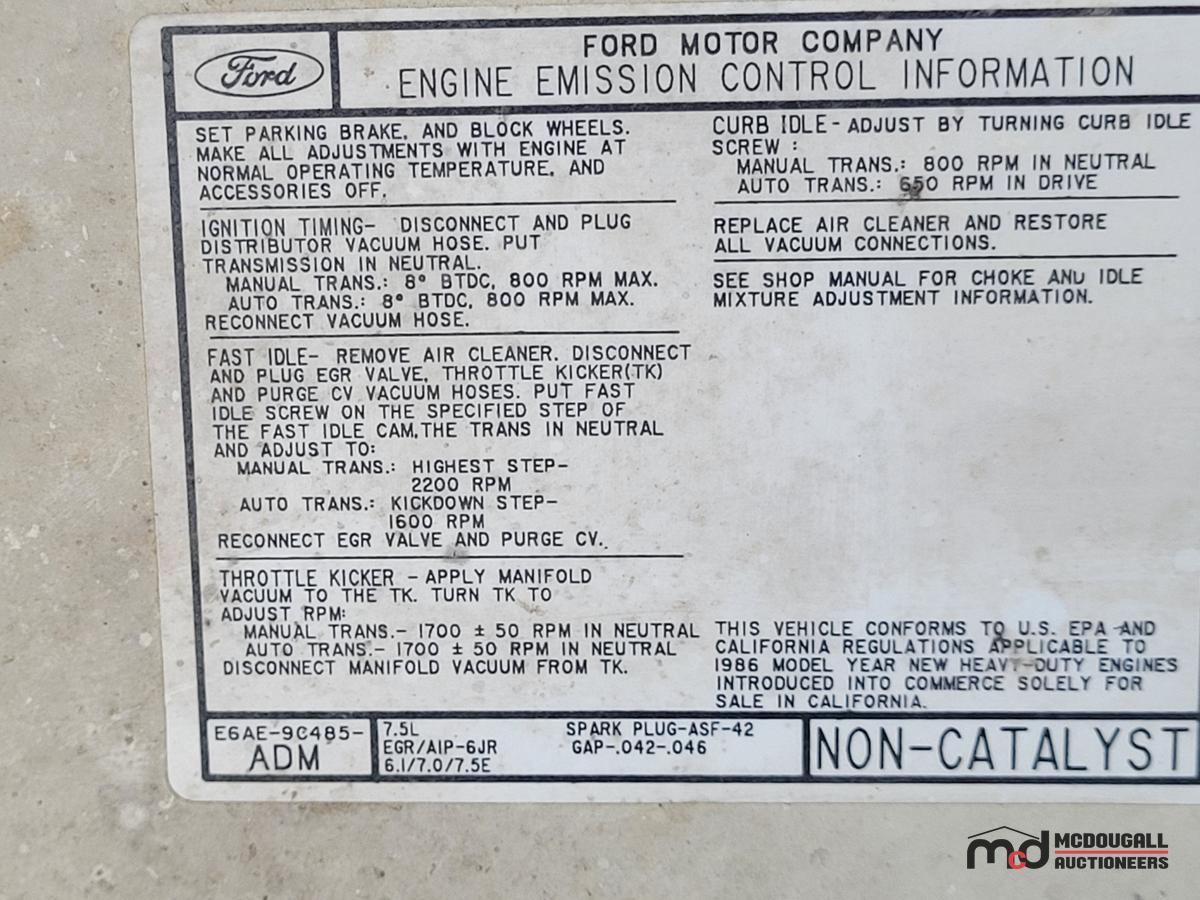 Ford
FORD MOTOR COMPANY
ENGINE EMISSION CONTROL INFORMATION
SET PARKING BRAKE, AND BLOCK WHEELS.
MAKE ALL ADJUSTMENTS WITH ENGINE AT
NORMAL OPERATING TEMPERATURE, AND
ACCESSORIES OFF.
IGNITION TIMING- DISCONNECT AND PLUG
DISTRIBUTOR VACUUM HOSE. PUT
TRANSMISSION IN NEUTRAL.
MANUAL TRANS.: 8° BTDC, 800 RPM MAX.
AUTO TRANS.: 8° BTDC, 800 RPM MAX.
RECONNECT VACUUM HOSE.
FAST IDLE- REMOVE AIR CLEANER. DISCONNECT
AND PLUG EGR VALVE, THROTTLE KICKER(TK)
AND PURGE CV VACUUM HOSES. PUT FAST
IDLE SCREW ON THE SPECIFIED STEP OF
THE FAST IDLE CAM,THE TRANS IN NEUTRAL
AND ADJUST TO:
MANUAL TRANS.: HIGHEST STEP-
2200 RPM
AUTO TRANS.: KICKDOWN STEP-
1600 RPM
RECONNECT EGR VALVE AND PURGE CV.
THROTTLE KICKER - APPLY MANIFOLD
VACUUM TO THE TK. TURN TK TO
ADJUST RPM:
MANUAL TRANS.- 1700 ± 50 RPM IN NEUTRAL
AUTO TRANS.- 1700 ± 50 RPM IN NEUTRAL
DISCONNECT MANIFOLD VACUUM FROM TK.
CURB IDLE- ADJUST BY TURNING CURB IDLE
SCREW :
MANUAL TRANS.: 800 RPM IN NEUTRAL
AUTO TRANS.: 650 RPM IN DRIVE
REPLACE AIR CLEANER AND RESTORE
ALL VACUUM CONNECTIONS.
SEE SHOP MANUAL FOR CHOKE AND IDLE
MIXTURE ADJUSTMENT INFORMATION.
THIS VEHICLE CONFORMS TO U.S. EPA AND
CALIFORNIA REGULATIONS APPLICABLE TO
1986 MODEL YEAR NEW HEAVY-DUTY ENGINES
INTRODUCED INTO COMMERCE SOLELY FOR
SALE IN CALIFORNIA.
E6AE-9C485-
ADM
7.5L
EGR/AIP-6JR
6.1/7.0/7.5E
SPARK PLUG-ASF-42
GAP-.042-.046
NON-CATALYST
mcd MCDOUGALL
AUCTIONEERS